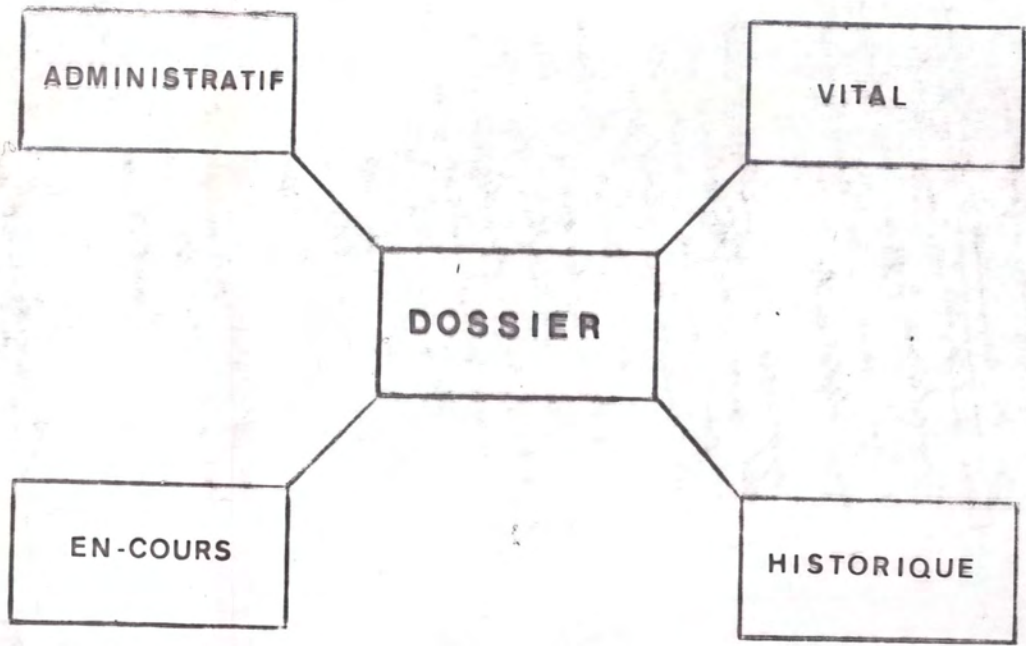 ADMINISTRATIF
VITAL
DOSSIER
EN-COURS
HISTORIQUE